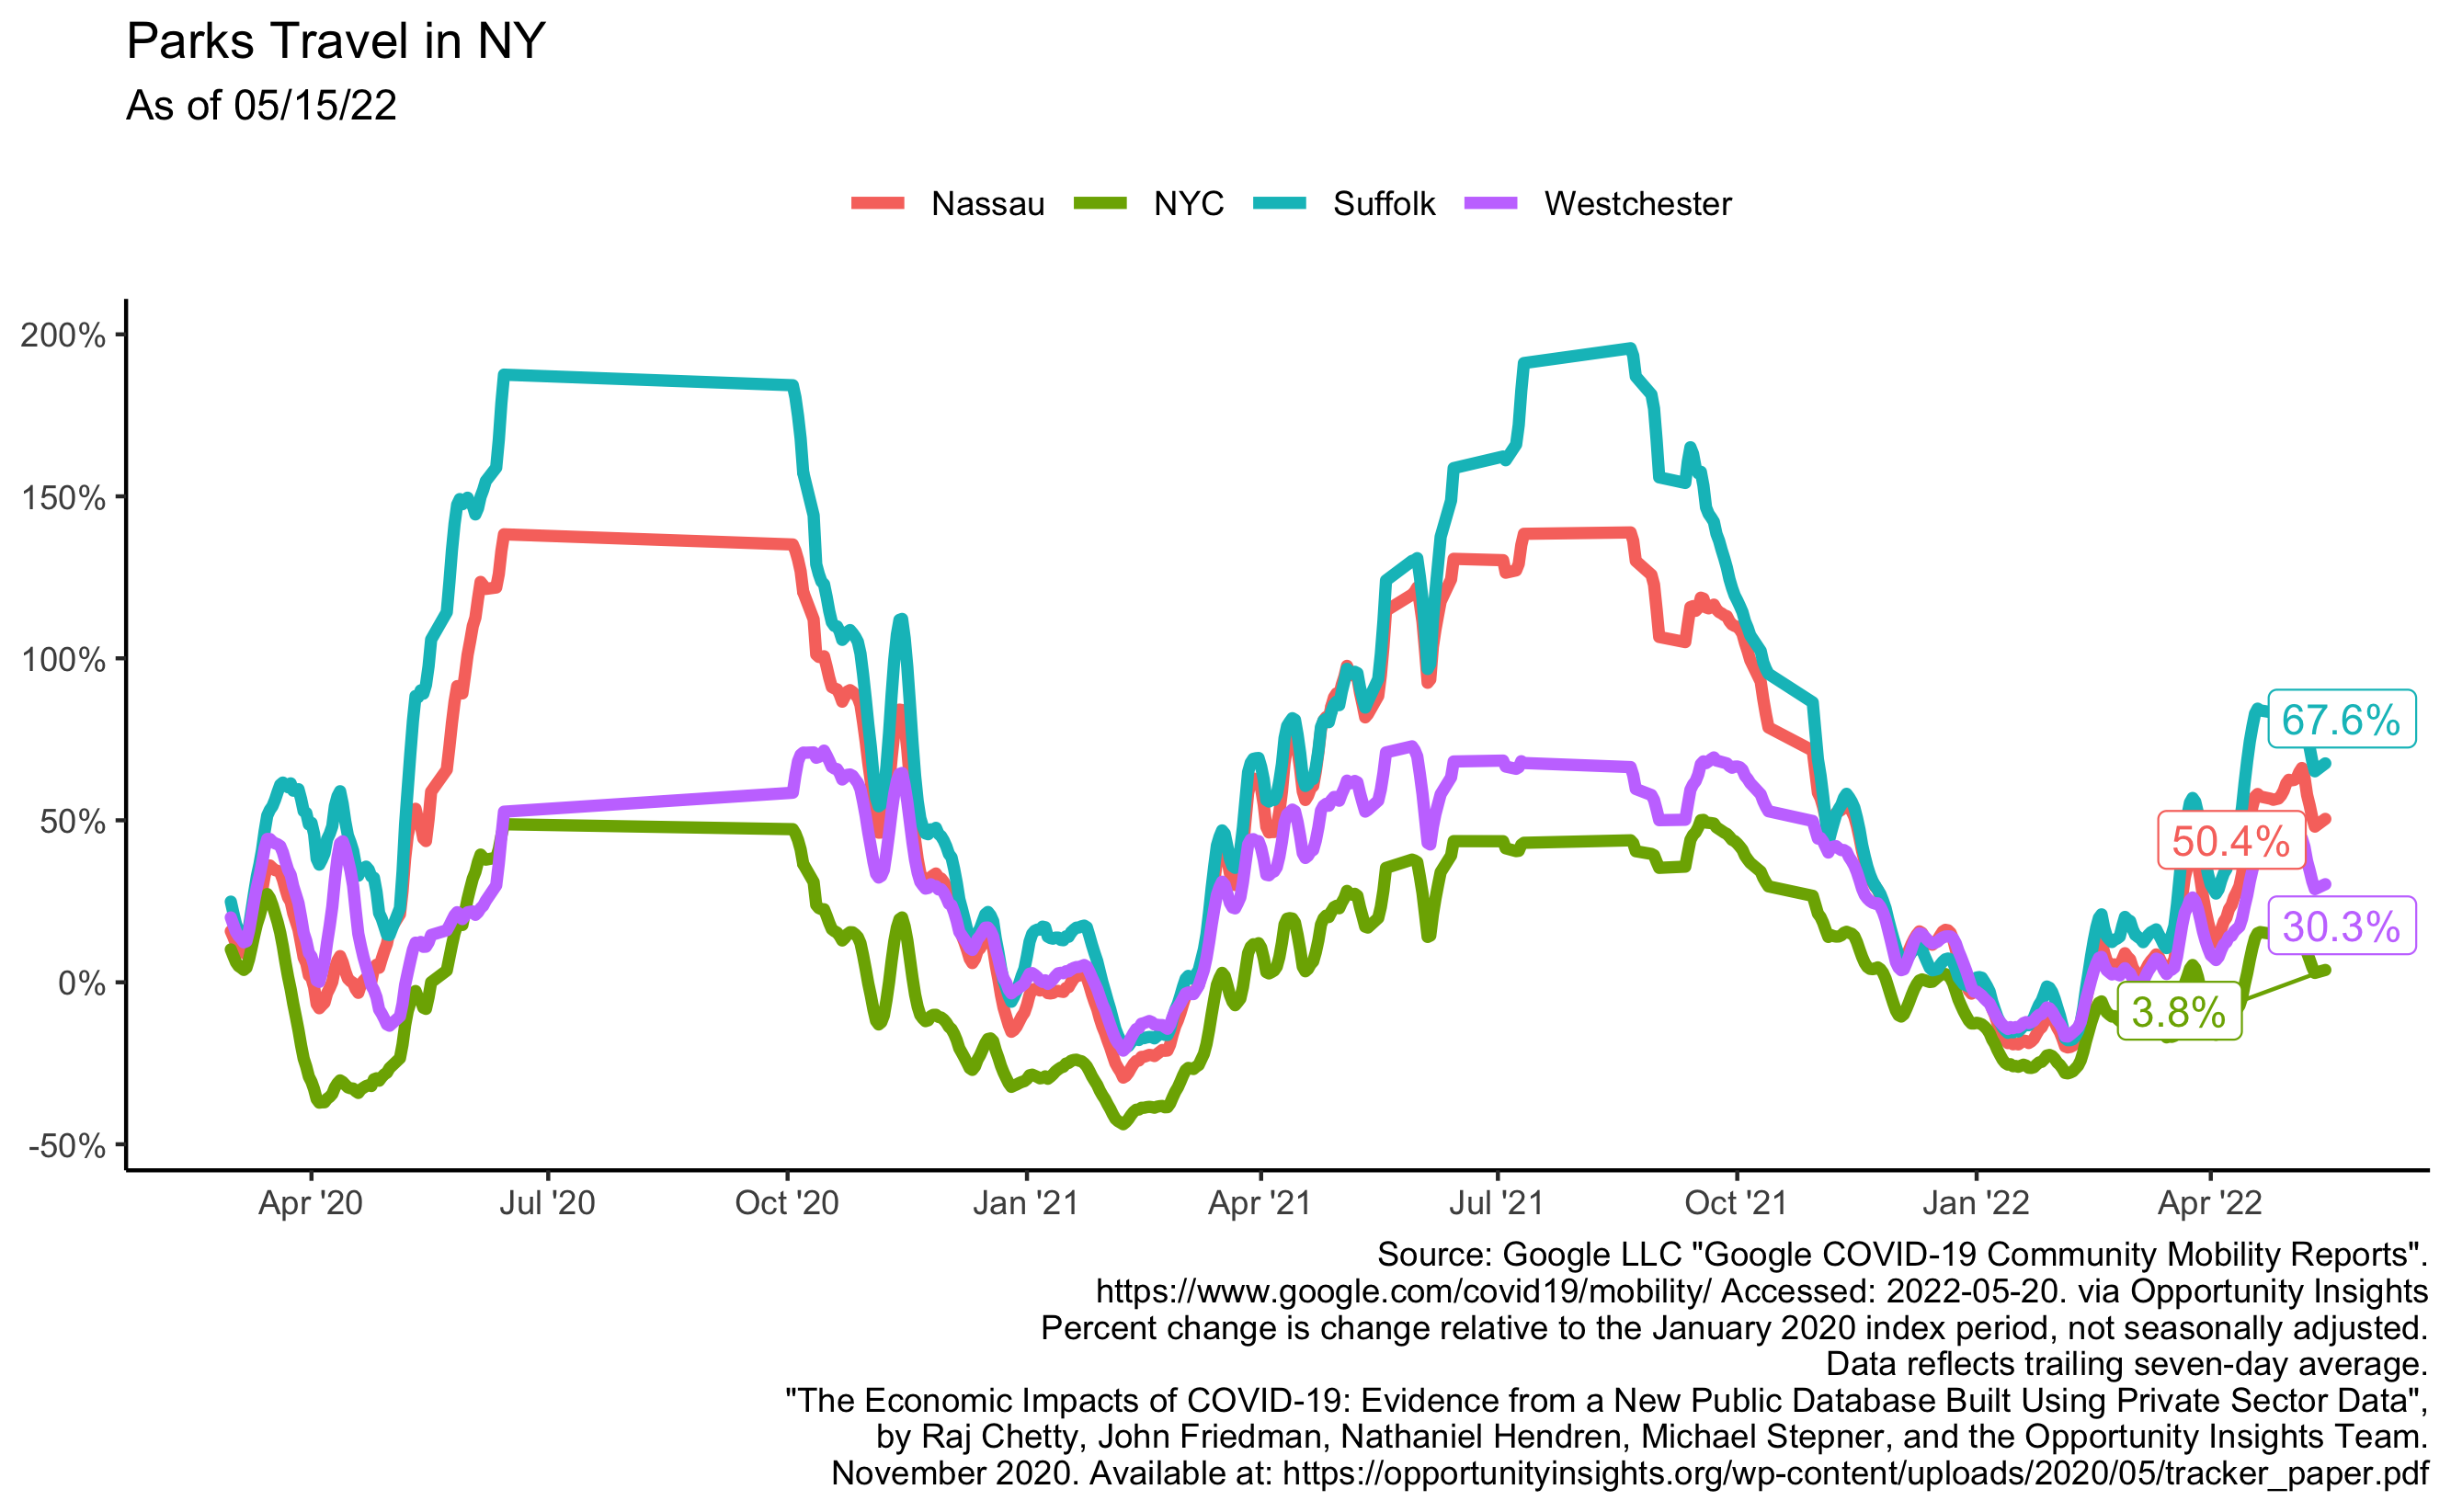 Parks Travel in NY
As of 05/15/22
Nassau NYC Suffolk Westchester
200%
150%
100%
50%
0%
-50%
67.6%
50.4%
30.3%
3.8%
Apr '20 Jul '20 Oct '20 Jan '21 Apr '21 Jul '21 Oct '21 Jan '22 Apr '22
Source: Google LLC "Google COVID-19 Community Mobility Reports".
https://www.google.com/covid19/mobility/ Accessed: 2022-05-20. via Opportunity Insights
Percent change is change relative to the January 2020 index period, not seasonally adjusted.
Data reflects trailing seven-day average.
"The Economic Impacts of COVID-19: Evidence from a New Public Database Built Using Private Sector Data",
by Raj Chetty, John Friedman, Nathaniel Hendren, Michael Stepner, and the Opportunity Insights Team.
November 2020. Available at: https://opportunityinsights.org/wp-content/uploads/2020/05/tracker_paper.pdf